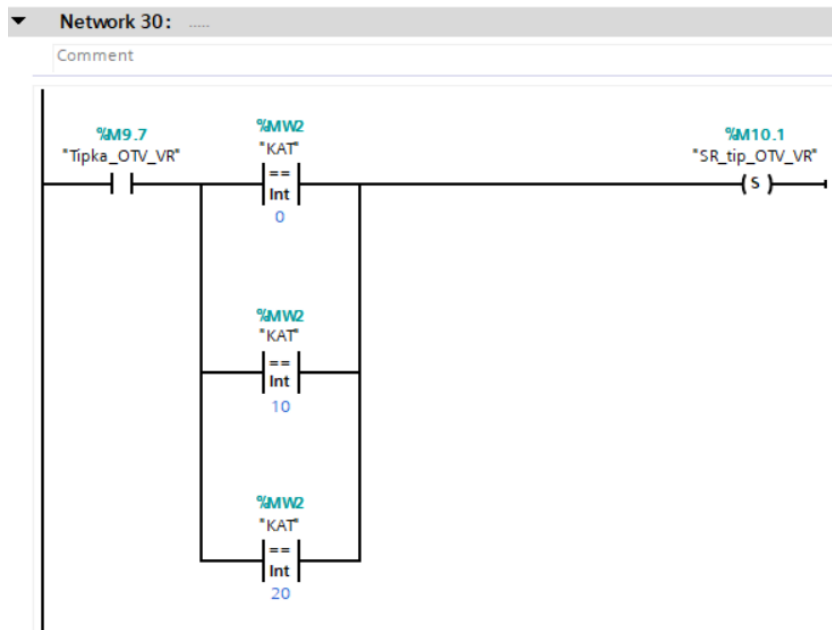 Network 30: .....
Comment
%M9.7
"Tipka_OTV_VR"
%MW2
"KAT"
==
Int
0
%M10.1
"SR_tip_OTV_VR"
S
%MW2
"KAT"
==
Int
10
%MW2
"KAT"
==
Int
20